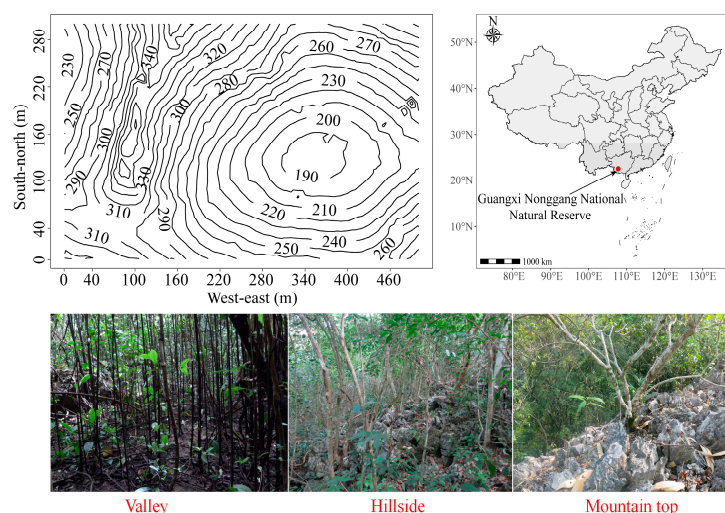 280
220
160
100
40
0
South-north (m)
230
270
340
320
260
270
280
230
250
300
300
200
190
290
330
310
220
210
290
310
240
250
260
0 40 100 160 220 280 340 400 460
West-east (m)
N
50°N
40°N
30°N
20°N
10°N
Guangxi Nonggang National
Natural Reserve
1000 km
80°E 90°E 100°E 110°E 120°E 130°E
Valley
Hillside
Mountain top